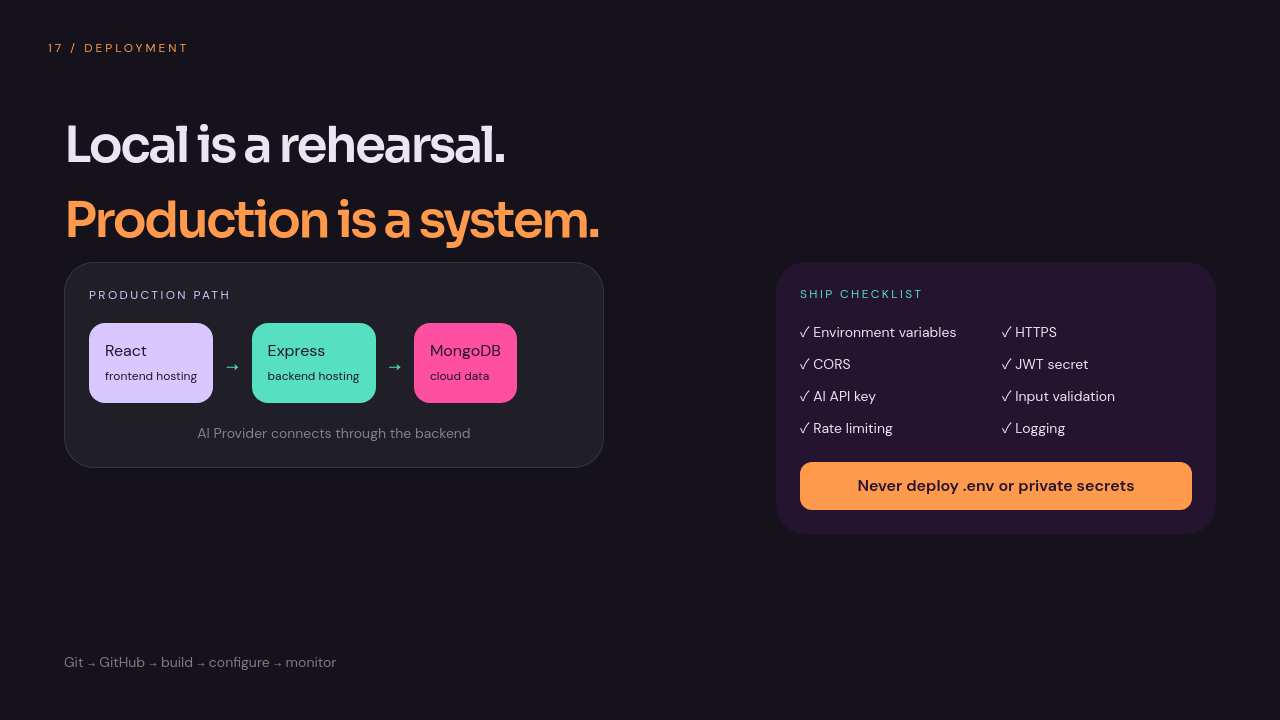 17 / DEPLOYMENT
Local is a rehearsal.
Production is a system.
PRODUCTION PATH
React
frontend hosting
→
Express
backend hosting
→
MongoDB
cloud data
AI Provider connects through the backend
SHIP CHECKLIST
✓ Environment variables
✓ HTTPS
✓ CORS
✓ JWT secret
✓ AI API key
✓ Input validation
✓ Rate limiting
✓ Logging
Never deploy .env or private secrets
Git → GitHub → build → configure → monitor